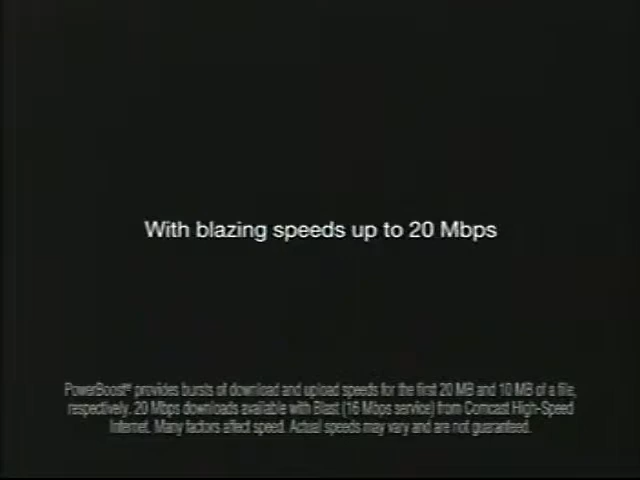 With blazing speeds up to 20 Mbps
PowerBoost® provides bursts of download and upload speeds for the first 20 MB and 10 MB of a file,
respectively. 20 Mbps downloads available with Blast (16 Mbps service) from Comcast High-Speed
Internet. Many factors affect speed. Actual speeds may vary and are not guaranteed.